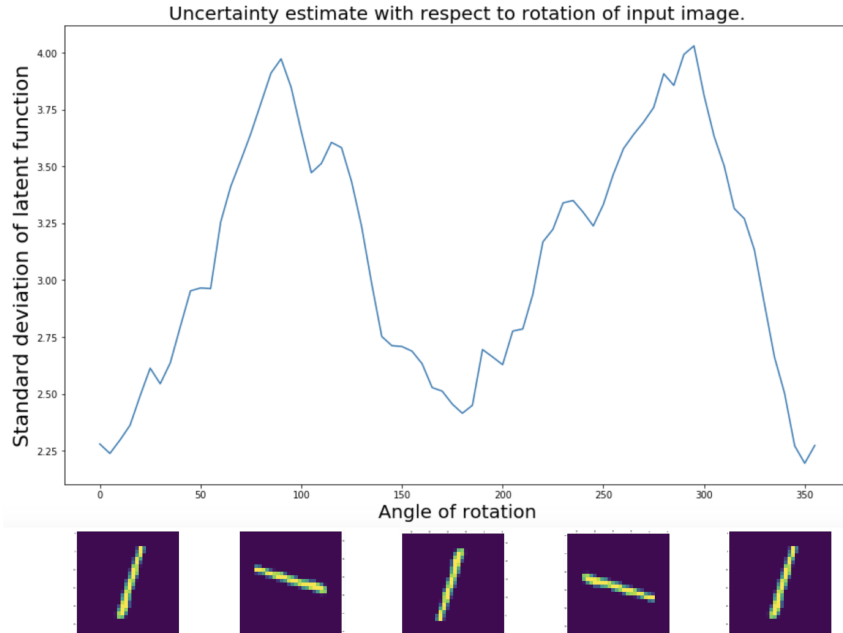 Uncertainty estimate with respect to rotation of input image.
Standard deviation of latent function
4.00
3.75
3.50
3.25
3.00
2.75
2.50
2.25
0 50 100 150 200 250 300 350
Angle of rotation